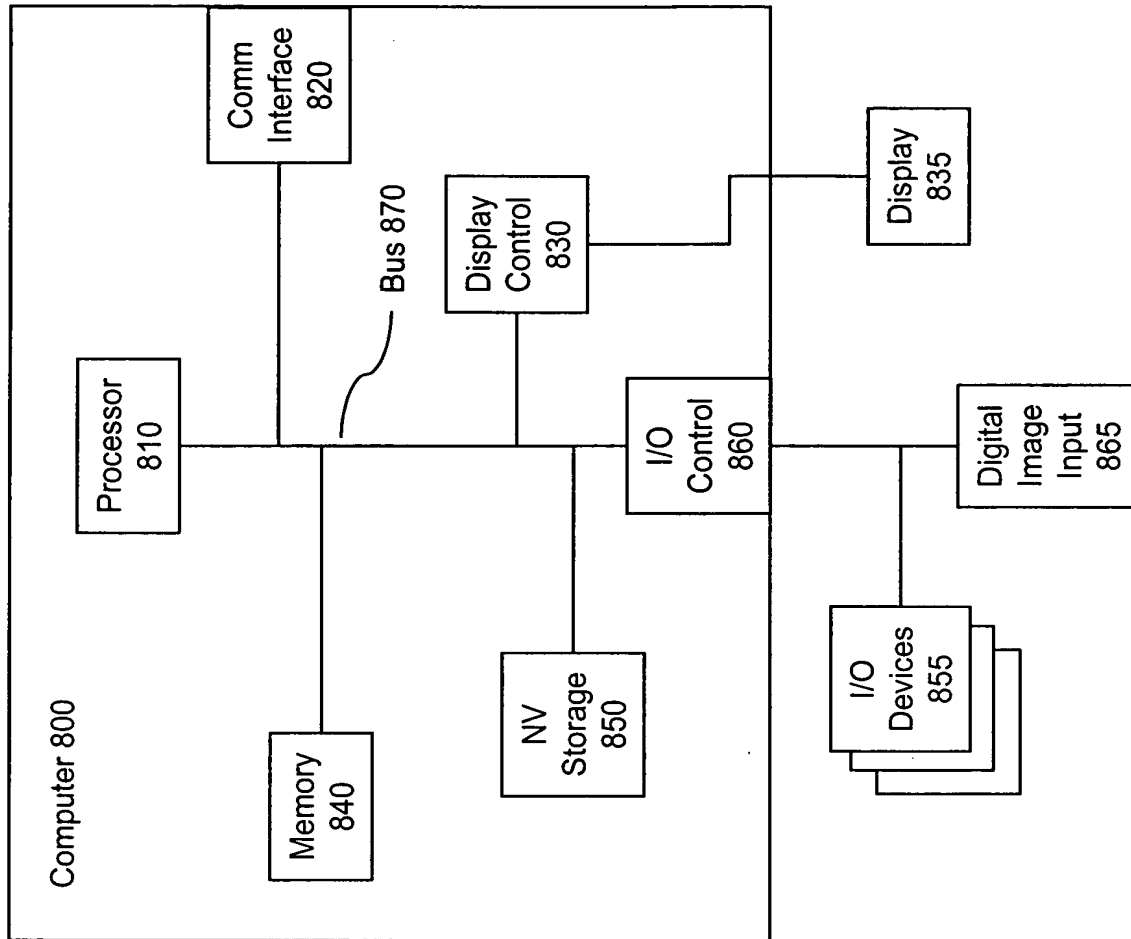 Computer 800
Processor
810
Comm
Interface
820
Memory
840
Bus 870
NV
Storage
850
Display
Control
830
I/O
Control
860
I/O
Devices
855
Digital
Image
Input
865
Display
835